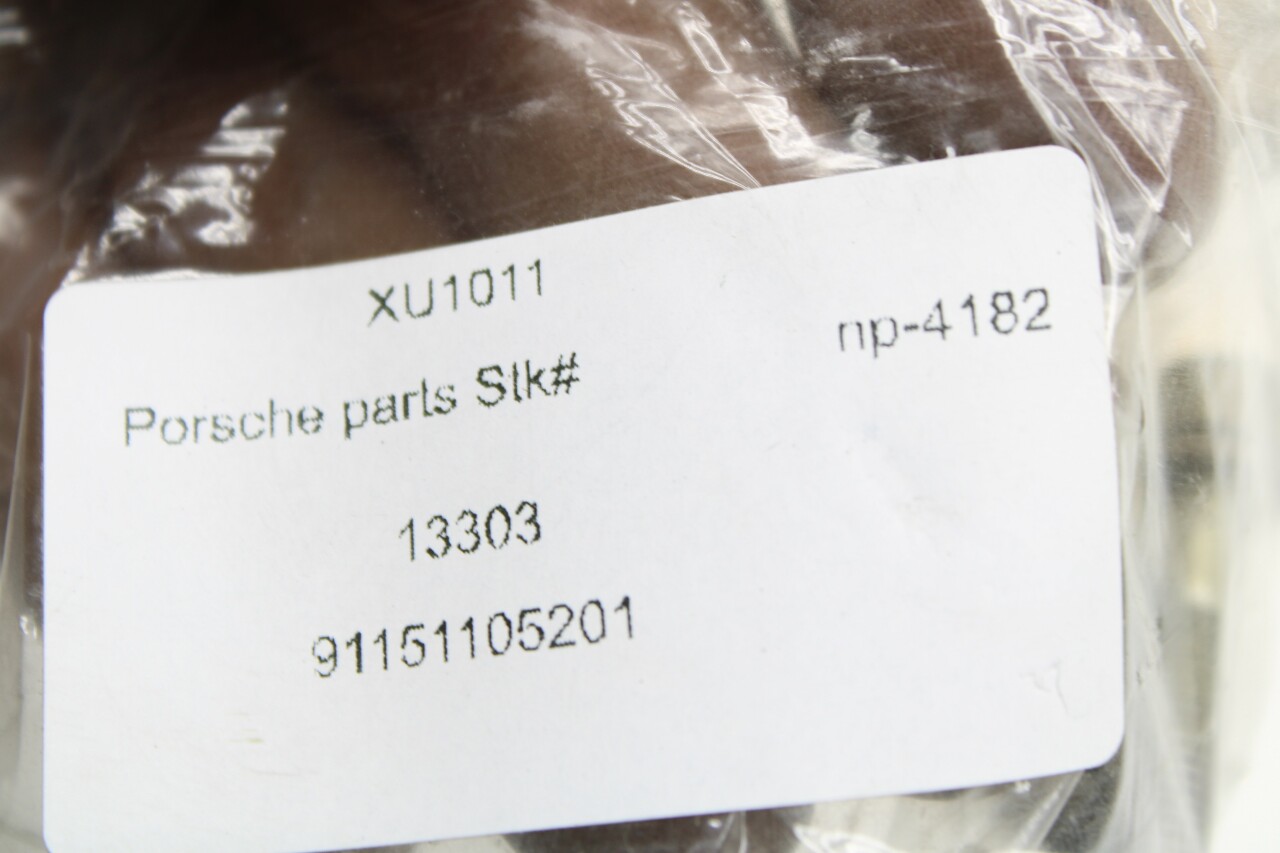 XU1011
np-4182
Porsche parts Stk#
13303
91151105201